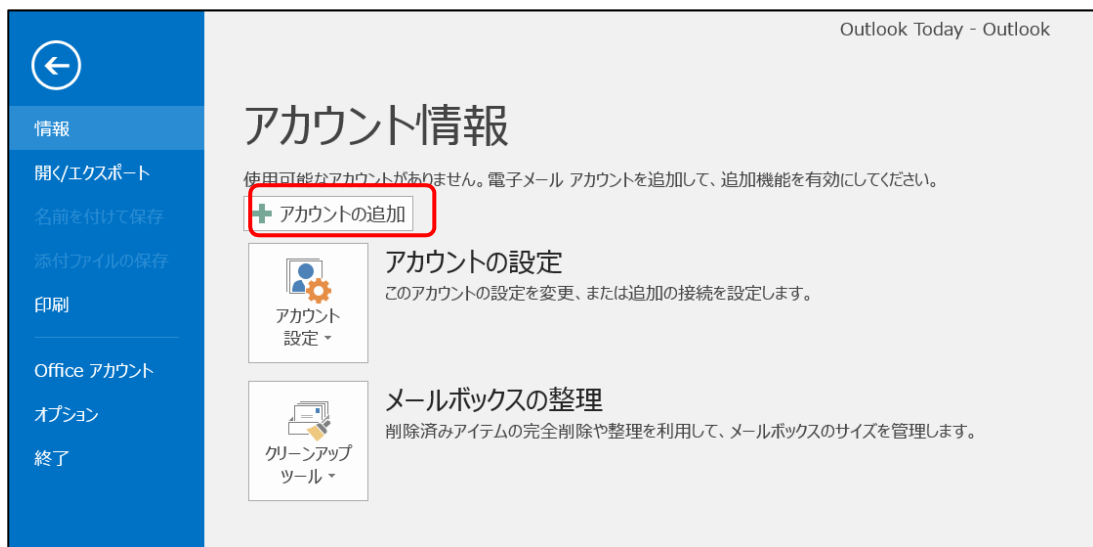 Outlook Today - Outlook
情報
開く/エクスポート
名前を付けて保存
添付ファイルの保存
印刷
Office アカウント
オプション
終了
アカウント情報
使用可能なアカウントがありません。電子メール アカウントを追加して、追加機能を有効にしてください。
アカウントの追加
アカウント
設定
アカウントの設定
このアカウントの設定を変更、または追加の接続を設定します。
クリーンアップ
ツール
メールボックスの整理
削除済みアイテムの完全削除や整理を利用して、メールボックスのサイズを管理します。